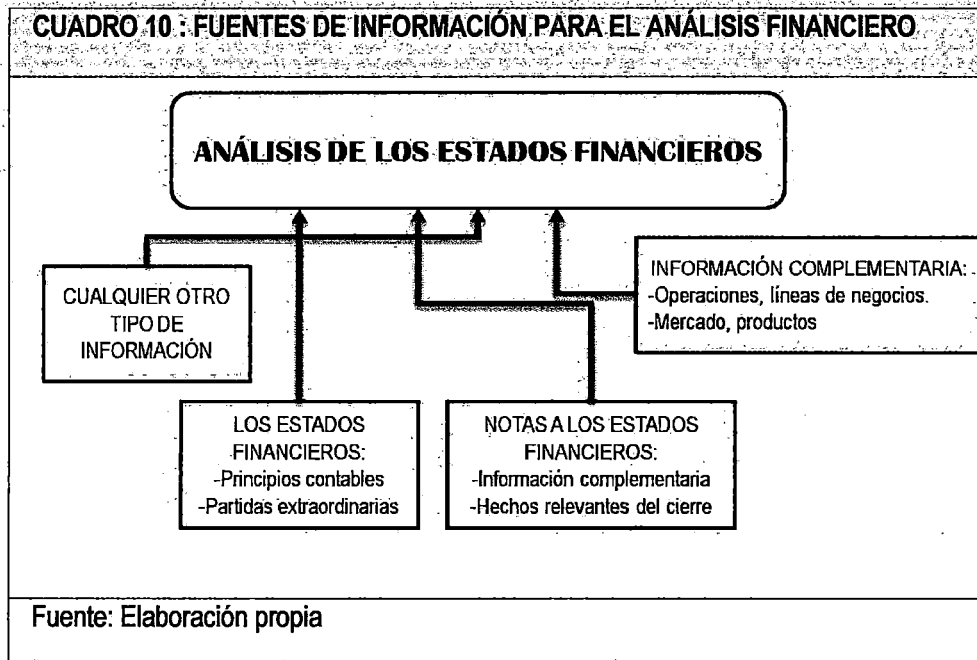 CUADRO 10 : FUENTES DE INFORMACIÓN PARA EL ANÁLISIS FINANCIERO
ANÁLISIS DE LOS ESTADOS FINANCIEROS
CUALQUIER OTRO
TIPO DE
INFORMACIÓN
INFORMACIÓN COMPLEMENTARIA:
-Operaciones, líneas de negocios.
-Mercado, productos
LOS ESTADOS
FINANCIEROS:
-Principios contables
-Partidas extraordinarias
NOTAS A LOS ESTADOS
FINANCIEROS:
-Información complementaria
-Hechos relevantes del cierre
Fuente: Elaboración propia